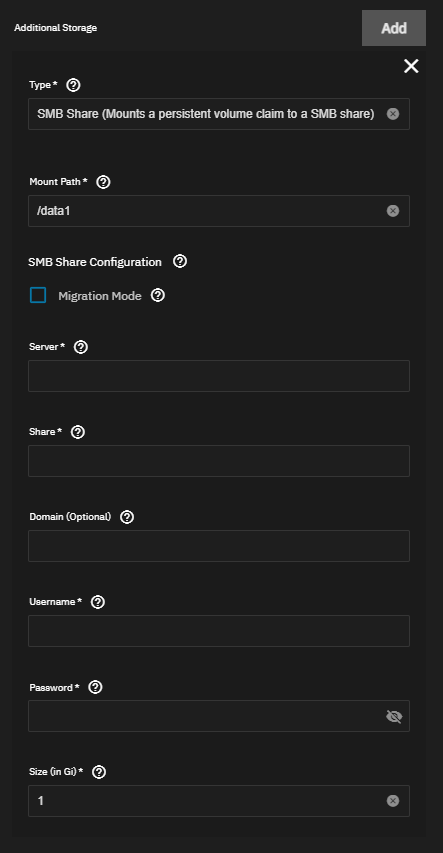 Additional Storage
Add
Type *
SMB Share (Mounts a persistent volume claim to a SMB share)
Mount Path *
/data1
SMB Share Configuration
Migration Mode
Server *
Share *
Domain (Optional)
Username *
Password *
Size (in Gi) *
1